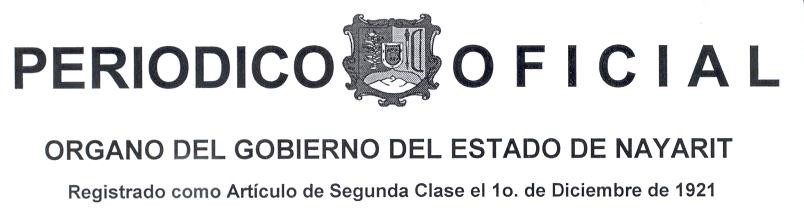 PERIODICO OFICIAL
ORGANO DEL GOBIERNO DEL ESTADO DE NAYARIT
Registrado como Artículo de Segunda Clase el 1o. de Diciembre de 1921